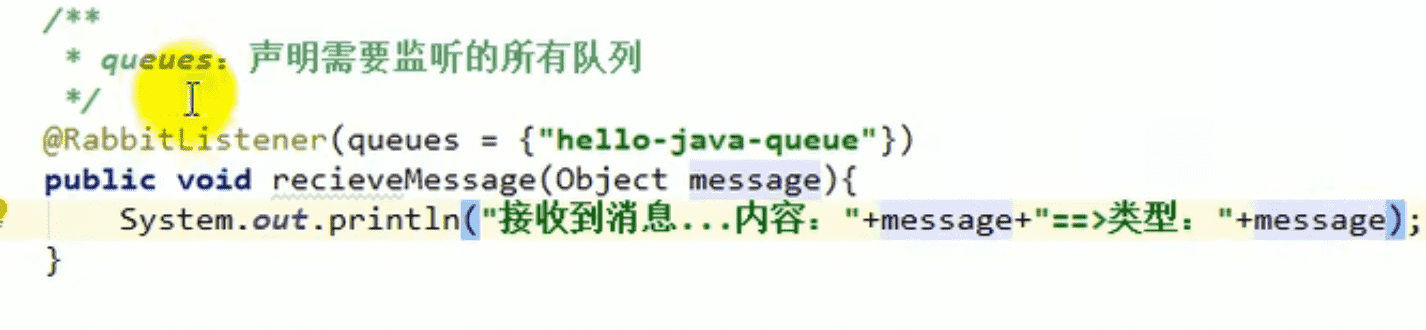 /**
 * queues：声明需要监听的所有队列
 */
@RabbitListener(queues = {"hello-java-queue"})
public void recieveMessage(Object message){
    System.out.println("接收到消息...内容："+message+"==>类型："+message);
}